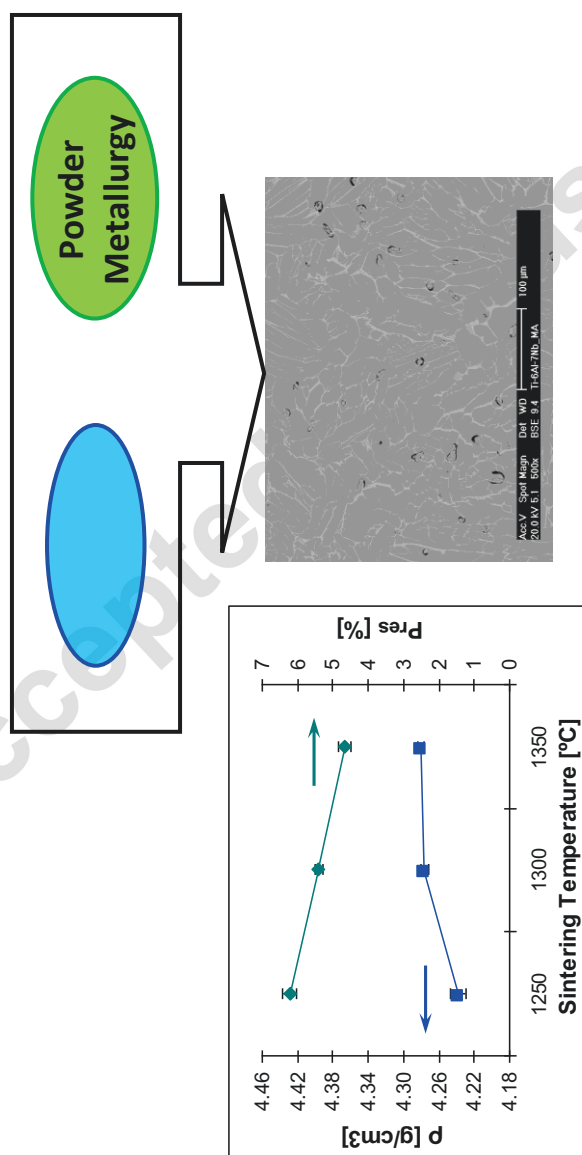 Powder
Metallurgy
Acc.V Spot Magn Det WD
20.0 kV 5.1 500x BSE 9.4 Ti-6Al-7Nb_MA
100 µm
ρ [g/cm3]
4.46
4.42
4.38
4.34
4.30
4.26
4.22
4.18
Pres [%]
7
6
5
4
3
2
1
0
1250
1300
1350
Sintering Temperature [ºC]